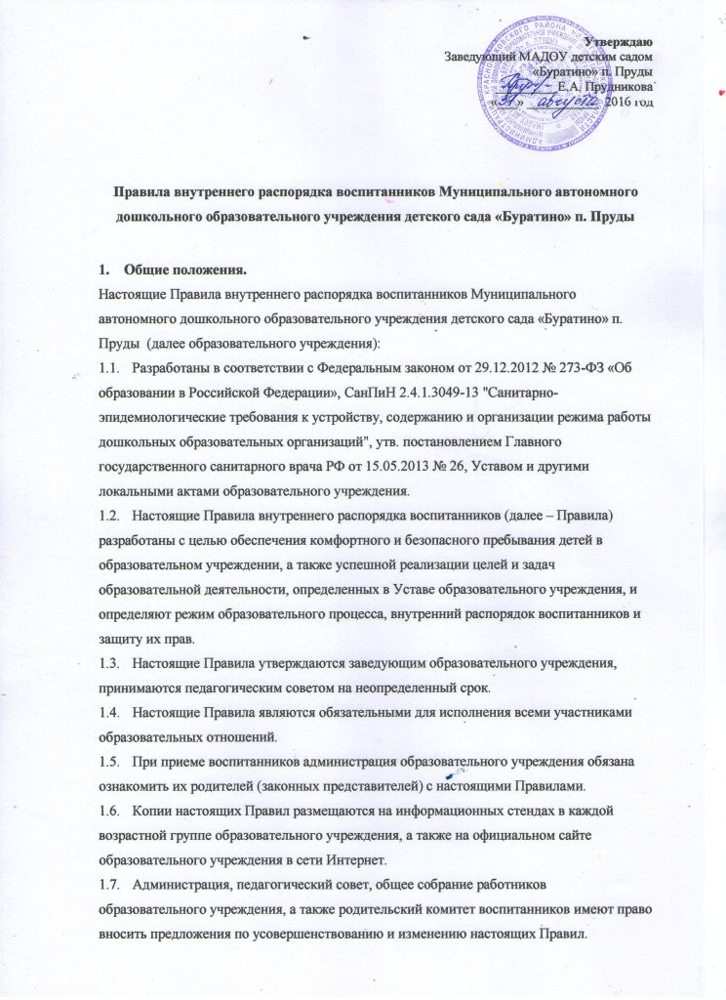 Утверждаю
Заведующий МАДОУ детским садом
«Буратино» п. Пруды
Е.А. Прудникова
«31» августа 2016 год
Правила внутреннего распорядка воспитанников Муниципального автономного
дошкольного образовательного учреждения детского сада «Буратино» п. Пруды
1. Общие положения.
Настоящие Правила внутреннего распорядка воспитанников Муниципального
автономного дошкольного образовательного учреждения детского сада «Буратино» п.
Пруды (далее образовательного учреждения):
1.1. Разработаны в соответствии с Федеральным законом от 29.12.2012 № 273-ФЗ «Об
образовании в Российской Федерации», СанПиН 2.4.1.3049-13 "Санитарно-
эпидемиологические требования к устройству, содержанию и организации режима работы
дошкольных образовательных организаций", утв. постановлением Главного
государственного санитарного врача РФ от 15.05.2013 № 26, Уставом и другими
локальными актами образовательного учреждения.
1.2. Настоящие Правила внутреннего распорядка воспитанников (далее – Правила)
разработаны с целью обеспечения комфортного и безопасного пребывания детей в
образовательном учреждении, а также успешной реализации целей и задач
образовательной деятельности, определенных в Уставе образовательного учреждения, и
определяют режим образовательного процесса, внутренний распорядок воспитанников и
защиту их прав.
1.3. Настоящие Правила утверждаются заведующим образовательного учреждения,
принимаются педагогическим советом на неопределенный срок.
1.4. Настоящие Правила являются обязательными для исполнения всеми участниками
образовательных отношений.
1.5. При приеме воспитанников администрация образовательного учреждения обязана
ознакомить их родителей (законных представителей) с настоящими Правилами.
1.6. Копии настоящих Правил размещаются на информационных стендах в каждой
возрастной группе образовательного учреждения, а также на официальном сайте
образовательного учреждения в сети Интернет.
1.7. Администрация, педагогический совет, общее собрание работников
образовательного учреждения, а также родительский комитет воспитанников имеют право
вносить предложения по усовершенствованию и изменению настоящих Правил.